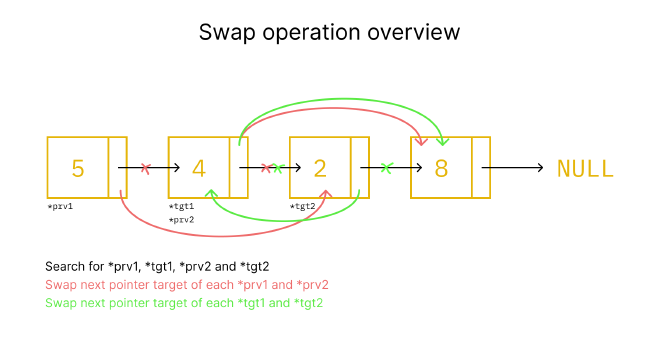 Swap operation overview
5 4 2 8 NULL
*prv1 *tgt1 *tgt2
*prv2
Search for *prv1, *tgt1, *prv2 and *tgt2
Swap next pointer target of each *prv1 and *prv2
Swap next pointer target of each *tgt1 and *tgt2